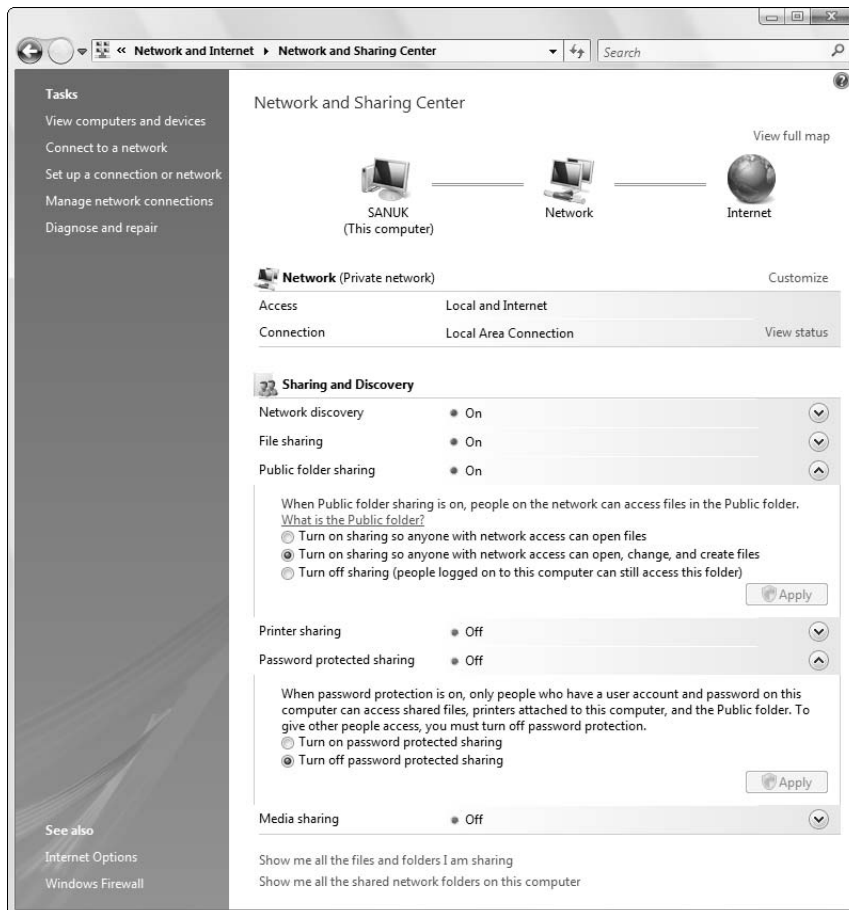 « Network and Internet ▸ Network and Sharing Center
Search
Tasks
View computers and devices
Connect to a network
Set up a connection or network
Manage network connections
Diagnose and repair
See also
Internet Options
Windows Firewall
Network and Sharing Center
View full map
SANUK
(This computer)
Network
Internet
Network (Private network) Customize
Access Local and Internet
Connection Local Area Connection View status
Sharing and Discovery
Network discovery On
File sharing On
Public folder sharing On
When Public folder sharing is on, people on the network can access files in the Public folder.
What is the Public folder?
Turn on sharing so anyone with network access can open files
Turn on sharing so anyone with network access can open, change, and create files
Turn off sharing (people logged on to this computer can still access this folder)
Apply
Printer sharing Off
Password protected sharing Off
When password protection is on, only people who have a user account and password on this
computer can access shared files, printers attached to this computer, and the Public folder. To
give other people access, you must turn off password protection.
Turn on password protected sharing
Turn off password protected sharing
Apply
Media sharing Off
Show me all the files and folders I am sharing
Show me all the shared network folders on this computer